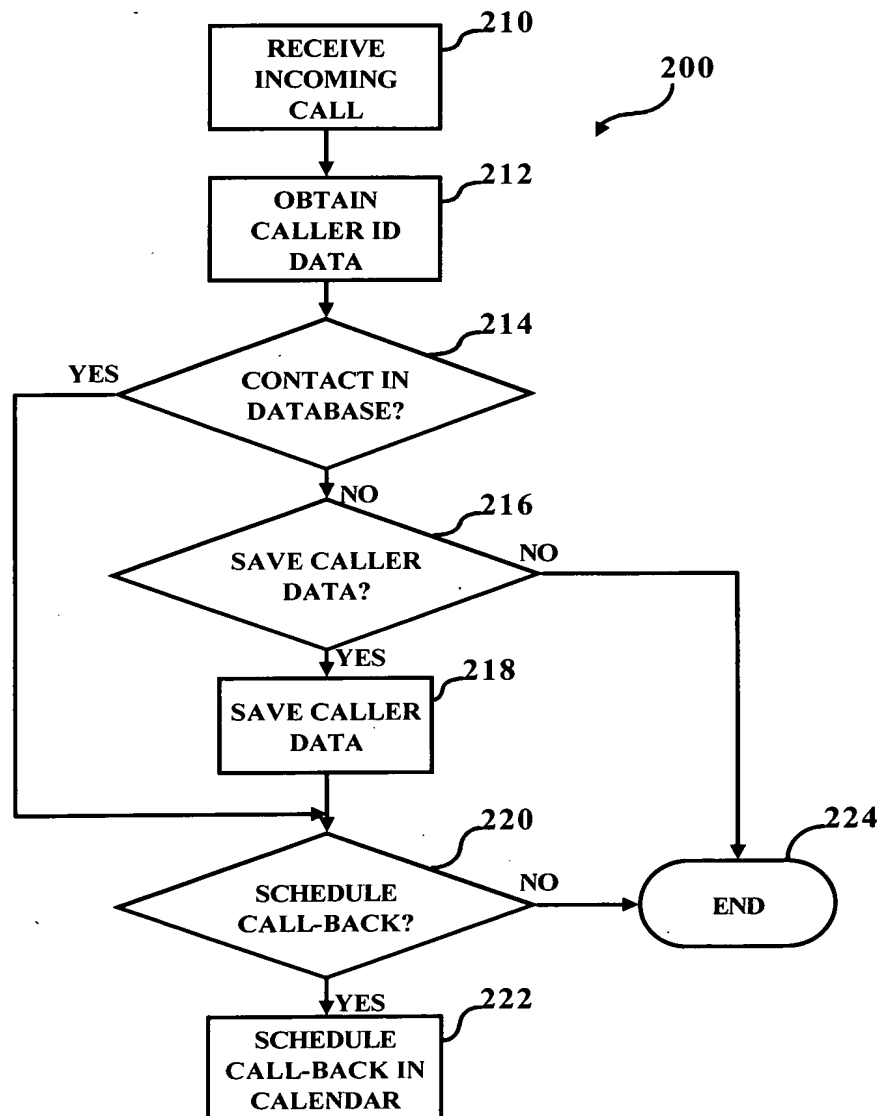 210
RECEIVE
INCOMING
CALL
200
212
OBTAIN
CALLER ID
DATA
214
YES
CONTACT IN
DATABASE?
NO
216
SAVE CALLER
DATA?
NO
YES
218
SAVE CALLER
DATA
220
224
SCHEDULE
CALL-BACK?
NO
END
YES
222
SCHEDULE
CALL-BACK IN
CALENDAR